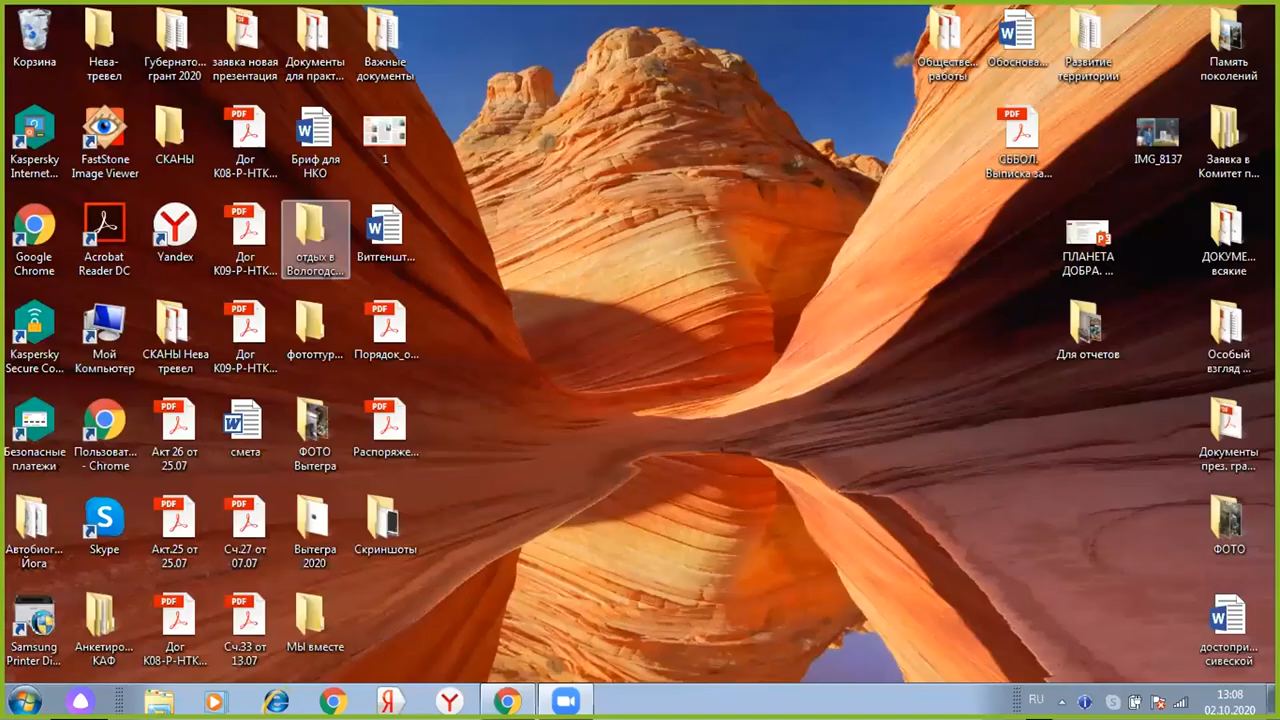 Корзина
Нева-
тревел
Губернато...
грант 2020
заявка новая
презентация
Документы
для практ...
Важные
документы
Обществе...
работы
Обоснова...
Развитие
территории
Память
поколений
Kaspersky
Internet...
FastStone
Image Viewer
СКАНЫ
PDF
Дог
К08-Р-НТК...
Бриф для
НКО
1
PDF
СББОЛ.
Выписка за...
IMG_8137
Заявка в
Комитет п...
Google
Chrome
Acrobat
Reader DC
Yandex
PDF
Дог
К09-Р-НТК...
отдых в
Вологодс...
Витгеншт...
ПЛАНЕТА
ДОБРА. ...
ДОКУМЕ...
всякие
Kaspersky
Secure Co...
Мой
Компьютер
СКАНЫ Нева
тревел
PDF
Дог
К09-Р-НТК...
фототтур...
PDF
Порядок_о...
Для отчетов
Особый
взгляд ...
Безопасные
платежи
Пользоват...
- Chrome
PDF
Акт 26 от
25.07
смета
ФОТО
Вытегра
PDF
Распоряже...
Документы
през. гра...
Автобиог...
Йога
Skype
PDF
Акт.25 от
25.07
PDF
Сч.27 от
07.07
Вытегра
2020
Скриншоты
ФОТО
Samsung
Printer Di...
Анкетиро...
КАФ
PDF
Дог
К08-Р-НТК...
PDF
Сч.33 от
13.07
МЫ вместе
достопри...
сивеской
RU
13:08
02.10.2020